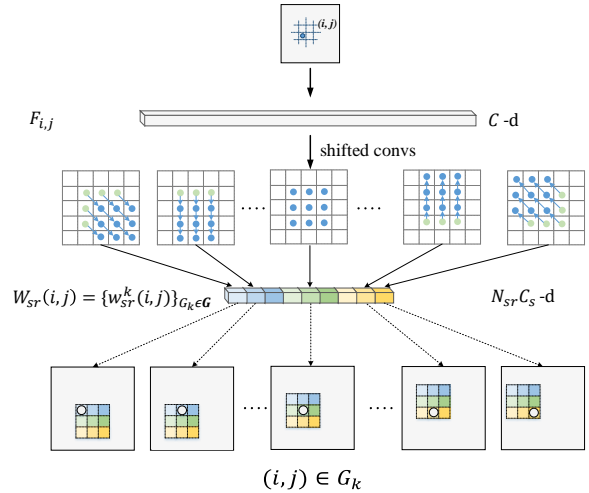 (i, j)
F_{i,j}
C -d
shifted convs
....
....
W_{sr}(i, j) = {w^k_{sr}(i, j)}_{G_k∈G}
N_{sr}C_s -d
....
....
(i, j) ∈ G_k